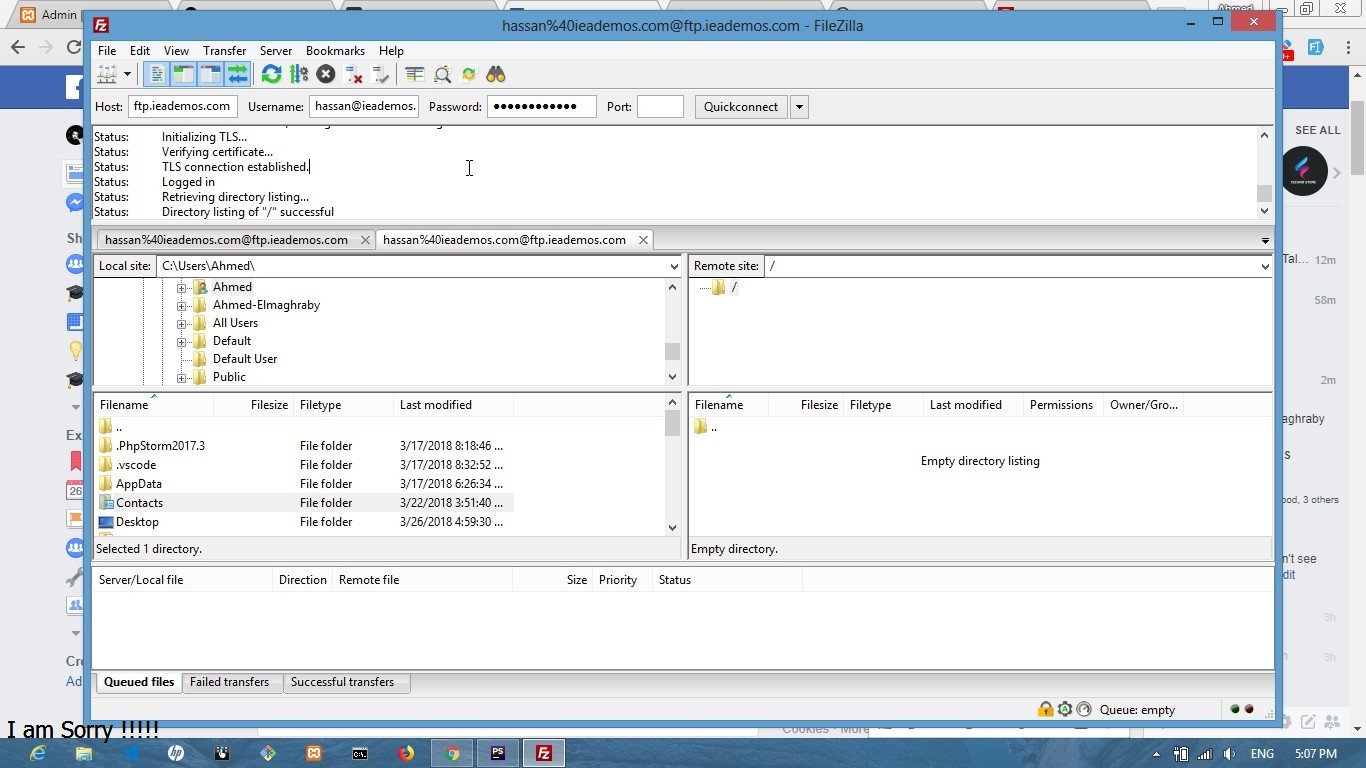 Admin |
Ahmed
hassan%40ieademos.com@ftp.ieademos.com - FileZilla
File Edit View Transfer Server Bookmarks Help
Host: ftp.ieademos.com Username: hassan@ieademos. Password: ●●●●●●●●●●●● Port: Quickconnect
Status: Initializing TLS...
Status: Verifying certificate...
Status: TLS connection established.
Status: Logged in
Status: Retrieving directory listing...
Status: Directory listing of "/" successful
SEE ALL
hassan%40ieademos.com@ftp.ieademos.com hassan%40ieademos.com@ftp.ieademos.com
Local site: C:\Users\Ahmed\
Ahmed
Ahmed-Elmaghraby
All Users
Default
Default User
Public
Remote site: /
/
Filename Filesize Filetype Last modified
..
.PhpStorm2017.3 File folder 3/17/2018 8:18:46 ...
.vscode File folder 3/17/2018 8:32:52 ...
AppData File folder 3/17/2018 6:26:34 ...
Contacts File folder 3/22/2018 3:51:40 ...
Desktop File folder 3/26/2018 4:59:30 ...
Selected 1 directory.
Filename Filesize Filetype Last modified Permissions Owner/Gro...
..
Empty directory listing
Empty directory.
Server/Local file Direction Remote file Size Priority Status
Queued files Failed transfers Successful transfers
Queue: empty
Sh
Ex
26
Cr
Ad
Tal... 12m
58m
2m
ghraby
s
ood, 3 others
n't see
dit
3h
3h
I am Sorry !!!!!
Cookies · More
ENG 5:07 PM